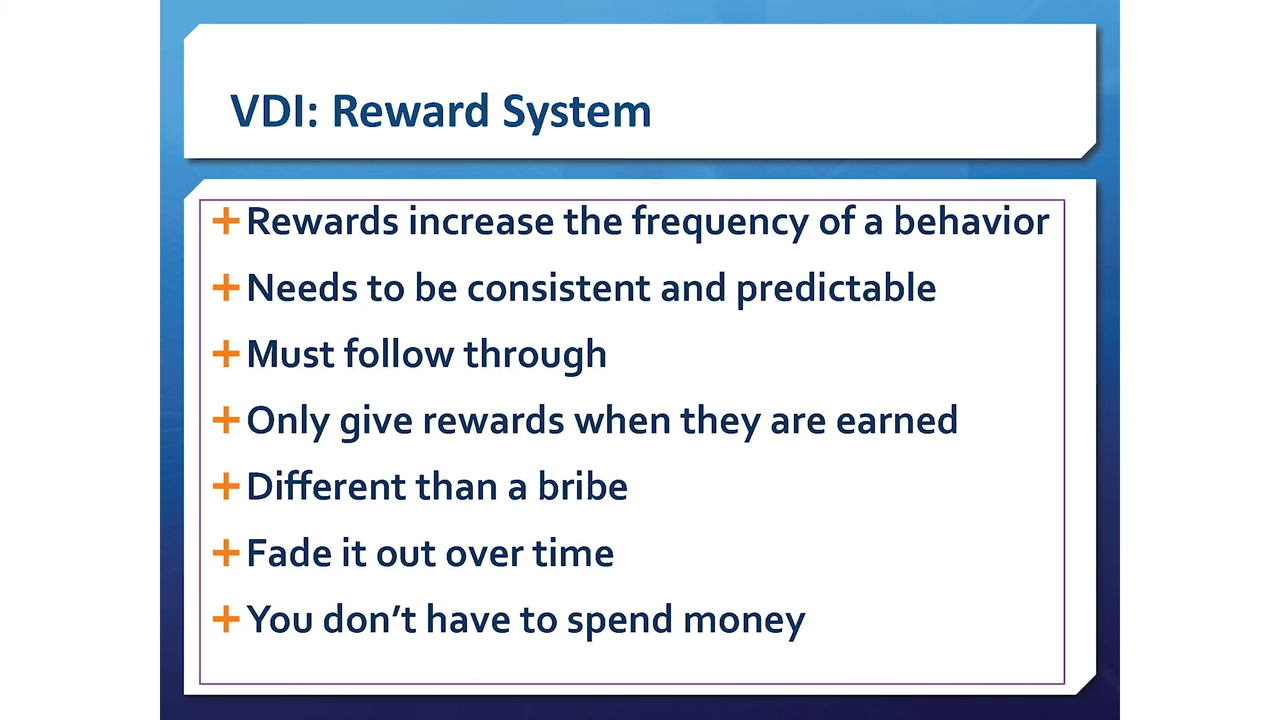 VDI: Reward System
+Rewards increase the frequency of a behavior
+Needs to be consistent and predictable
+Must follow through
+Only give rewards when they are earned
+Different than a bribe
+Fade it out over time
+You don’t have to spend money